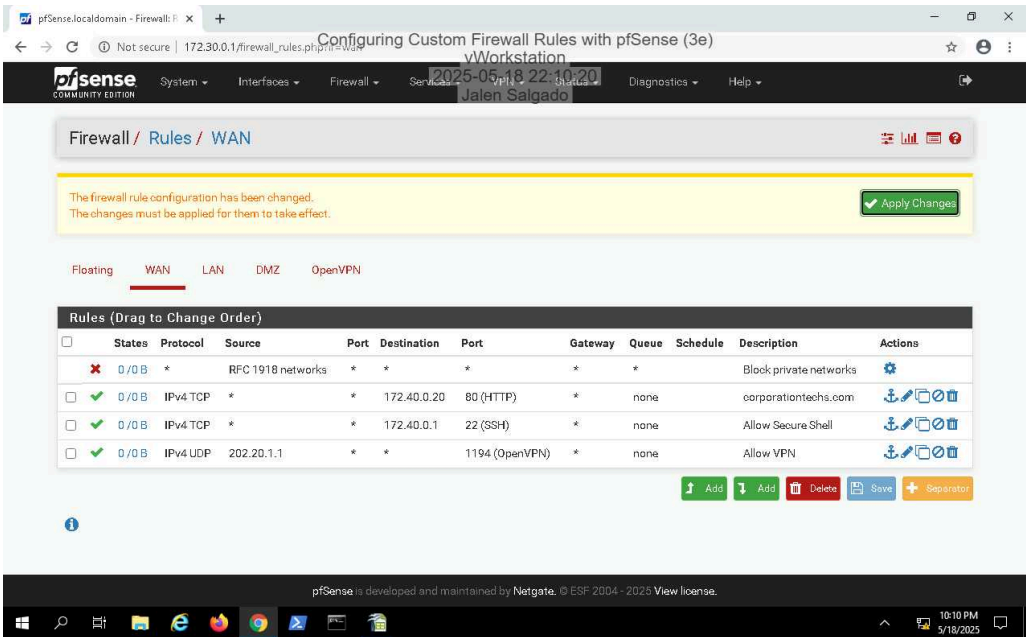 pfSense.localdomain - Firewall: R
Not secure | 172.30.0.1/firewall_rules.php?if=wan
Configuring Custom Firewall Rules with pfSense (3e)
vWorkstation
2025-05-18 22:10:20
Jalen Salgado
pfsense
COMMUNITY EDITION
System Interfaces Firewall Services VPN Status Diagnostics Help
Firewall / Rules / WAN
The firewall rule configuration has been changed.
The changes must be applied for them to take effect.
Apply Changes
Floating WAN LAN DMZ OpenVPN
Rules (Drag to Change Order)
States Protocol Source Port Destination Port Gateway Queue Schedule Description Actions
0/0 B * RFC 1918 networks * * * * * Block private networks
0/0 B IPv4 TCP * * 172.40.0.20 80 (HTTP) * none corporationtechs.com
0/0 B IPv4 TCP * * 172.40.0.1 22 (SSH) * none Allow Secure Shell
0/0 B IPv4 UDP 202.20.1.1 * * 1194 (OpenVPN) * none Allow VPN
Add Add Delete Save Separator
pfSense is developed and maintained by Netgate. © ESF 2004 - 2025 View license.
10:10 PM
5/18/2025